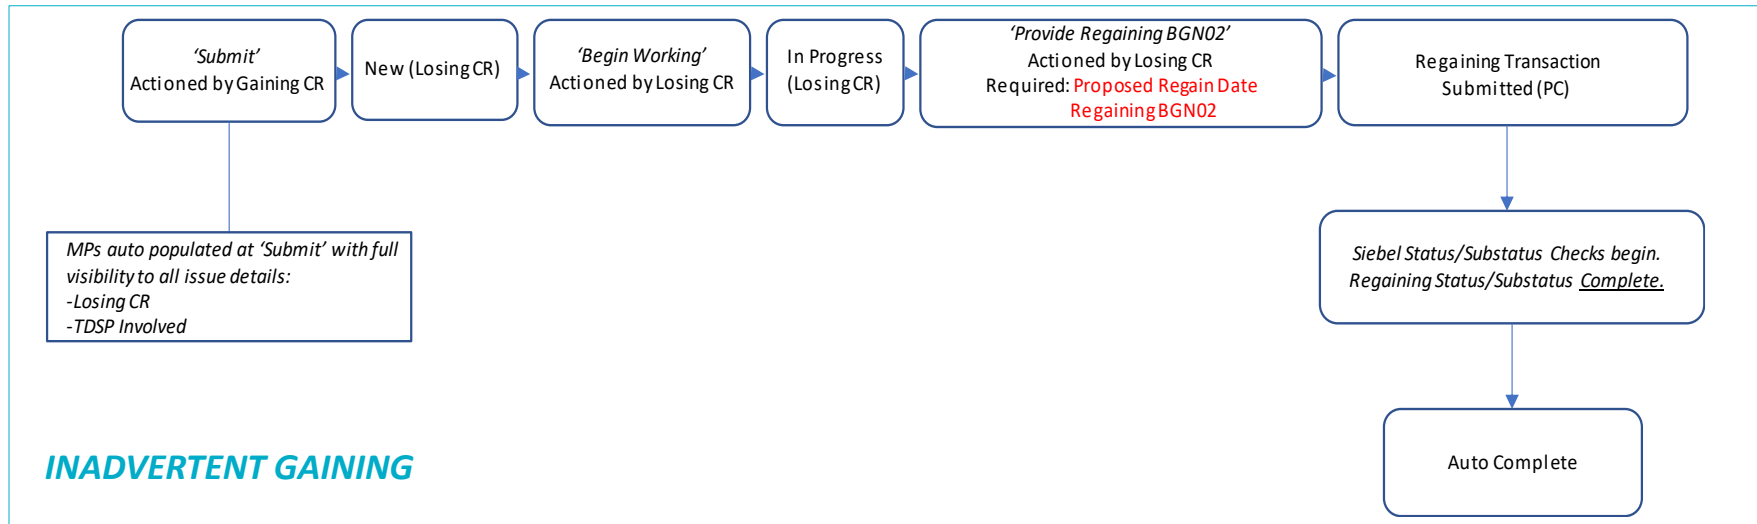 ‘Submit’
Actioned by Gaining CR
New (Losing CR)
‘Begin Working’
Actioned by Losing CR
In Progress
(Losing CR)
‘Provide Regaining BGN02’
Actioned by Losing CR
Required: Proposed Regain Date
Regaining BGN02
Regaining Transaction
Submitted (PC)
MPs auto populated at ‘Submit’ with full
visibility to all issue details:
-Losing CR
-TDSP Involved
Siebel Status/Substatus Checks begin.
Regaining Status/Substatus Complete.
Auto Complete
INADVERTENT GAINING